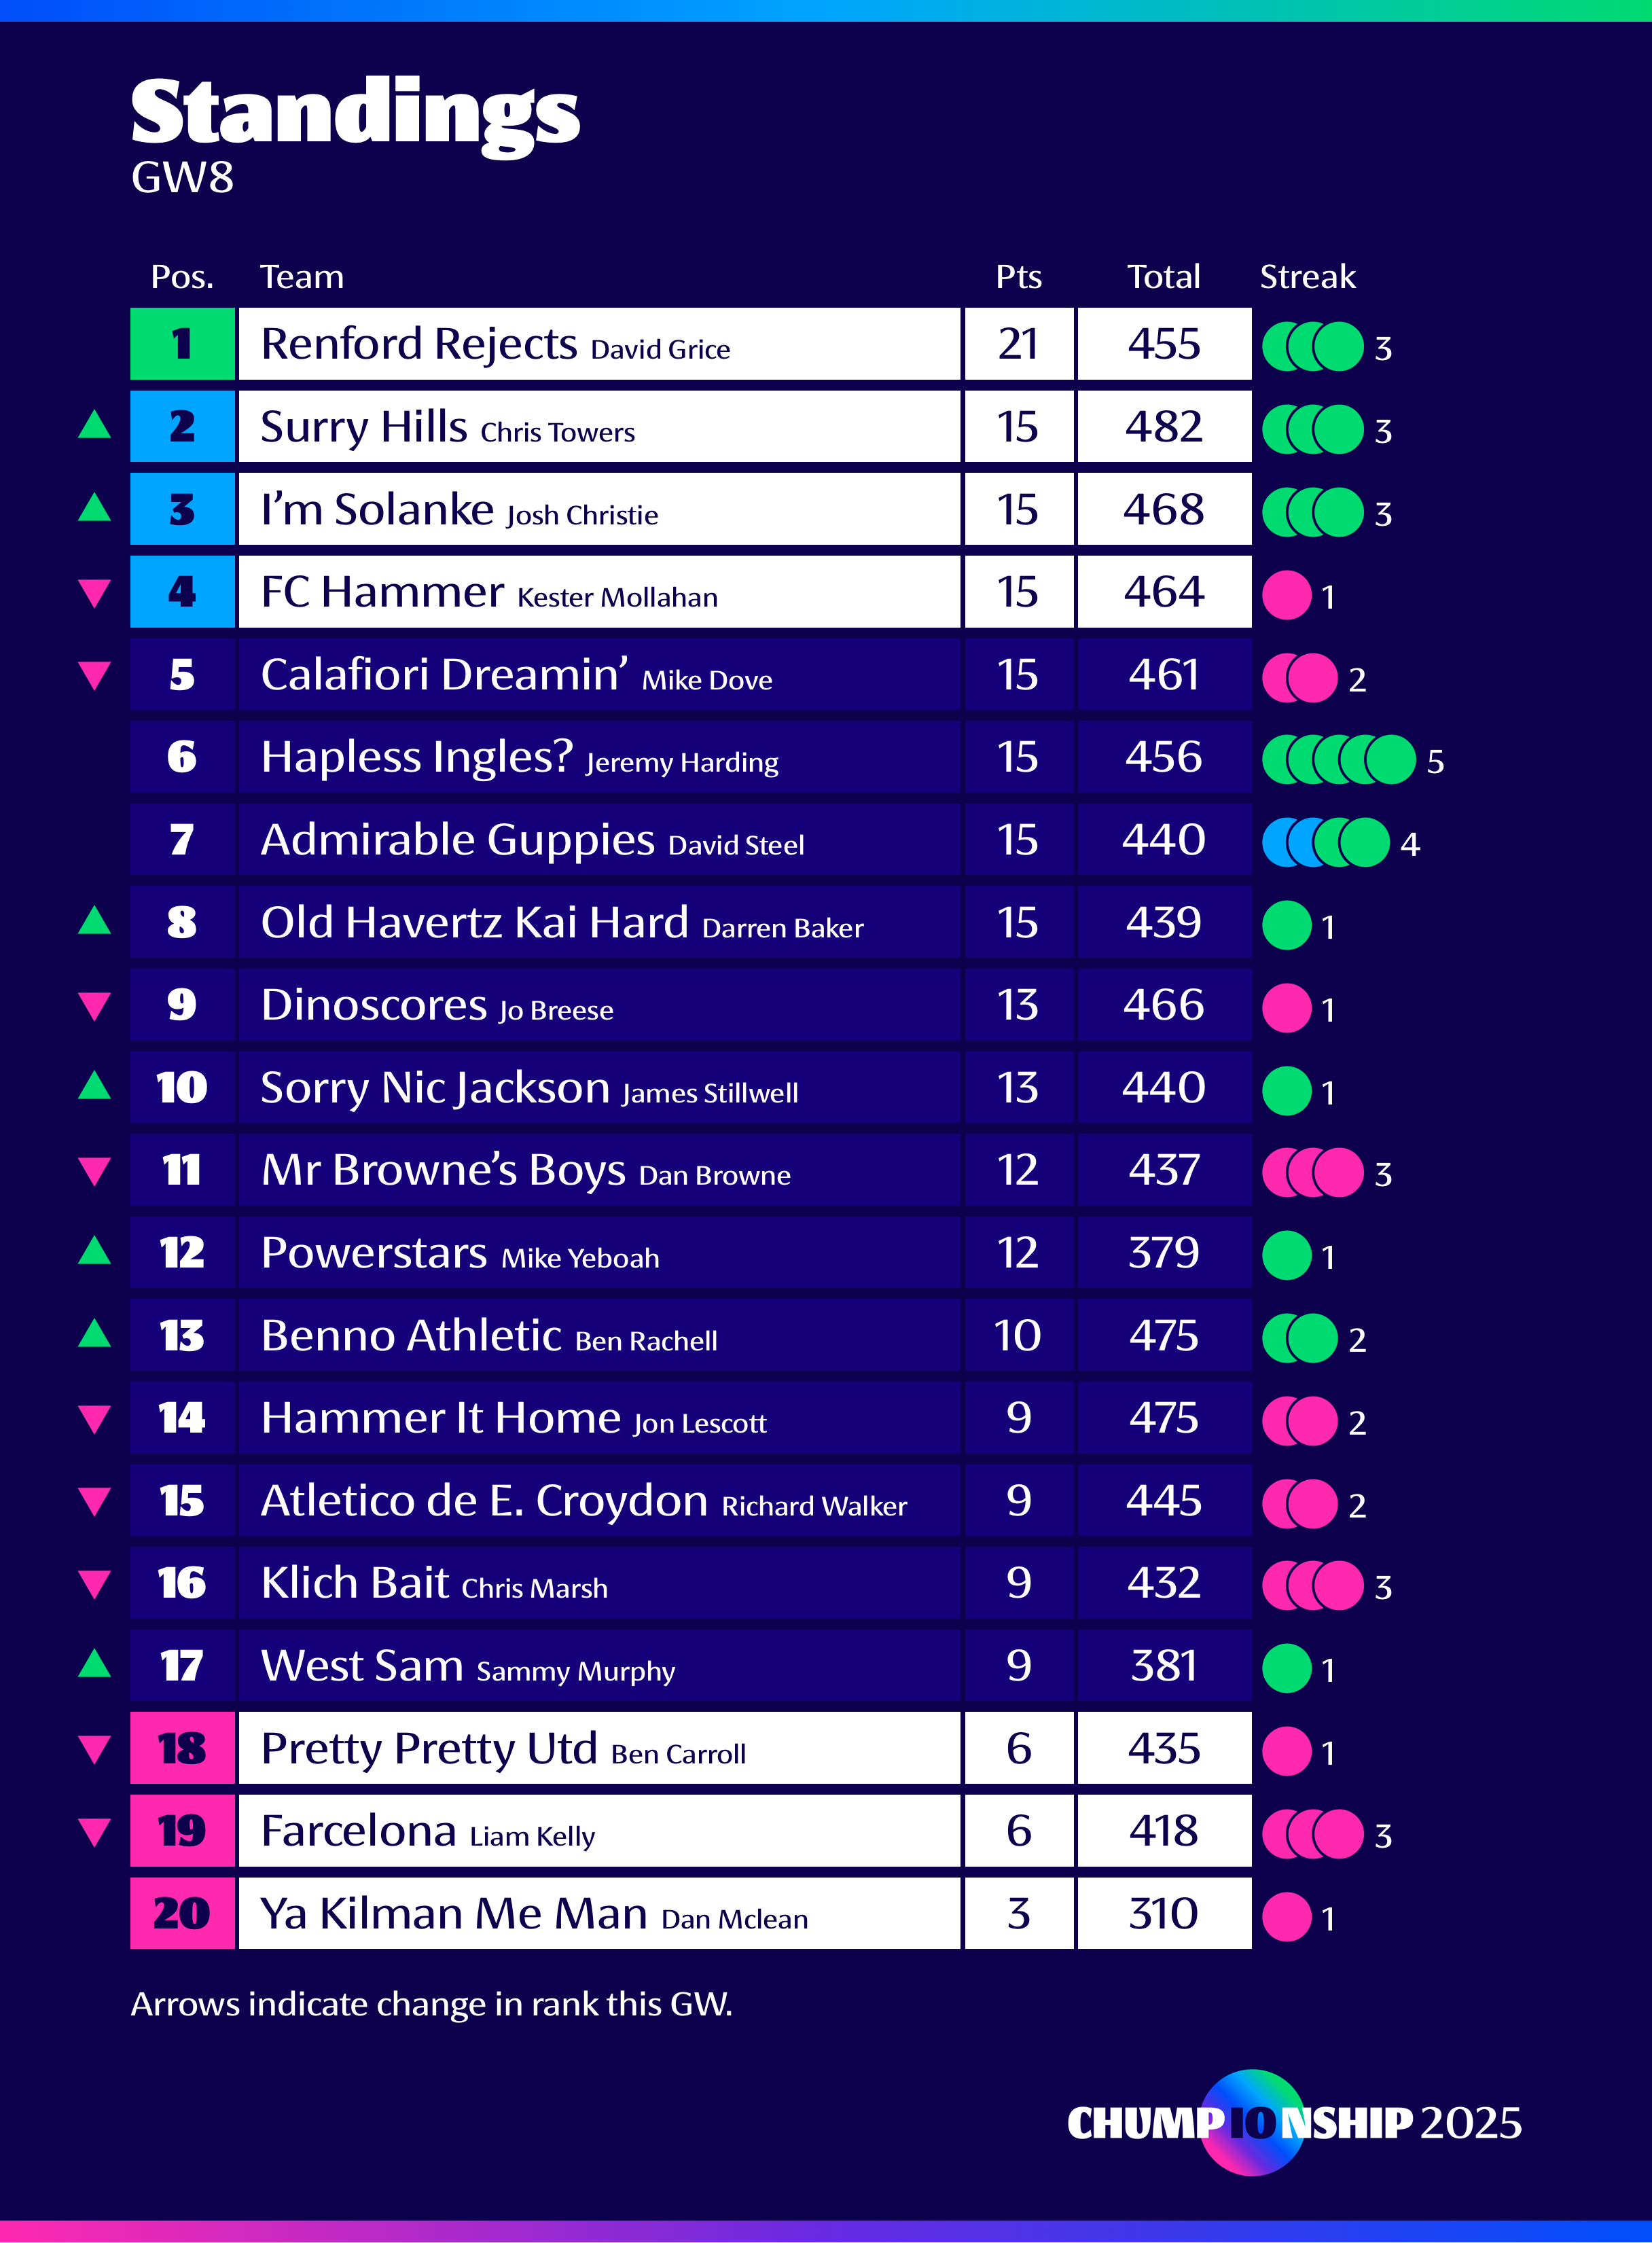 Standings
GW8
Pos. Team Pts Total Streak
1 Renford Rejects David Grice 21 455 3
2 Surry Hills Chris Towers 15 482 3
3 I’m Solanke Josh Christie 15 468 3
4 FC Hammer Kester Mollahan 15 464 1
5 Calafiori Dreamin’ Mike Dove 15 461 2
6 Hapless Ingles? Jeremy Harding 15 456 5
7 Admirable Guppies David Steel 15 440 4
8 Old Havertz Kai Hard Darren Baker 15 439 1
9 Dinoscores Jo Breese 13 466 1
10 Sorry Nic Jackson James Stillwell 13 440 1
11 Mr Browne’s Boys Dan Browne 12 437 3
12 Powerstars Mike Yeboah 12 379 1
13 Benno Athletic Ben Rachell 10 475 2
14 Hammer It Home Jon Lescott 9 475 2
15 Atletico de E. Croydon Richard Walker 9 445 2
16 Klich Bait Chris Marsh 9 432 3
17 West Sam Sammy Murphy 9 381 1
18 Pretty Pretty Utd Ben Carroll 6 435 1
19 Farcelona Liam Kelly 6 418 3
20 Ya Kilman Me Man Dan Mclean 3 310 1
Arrows indicate change in rank this GW.
CHUMP10NSHIP 2025